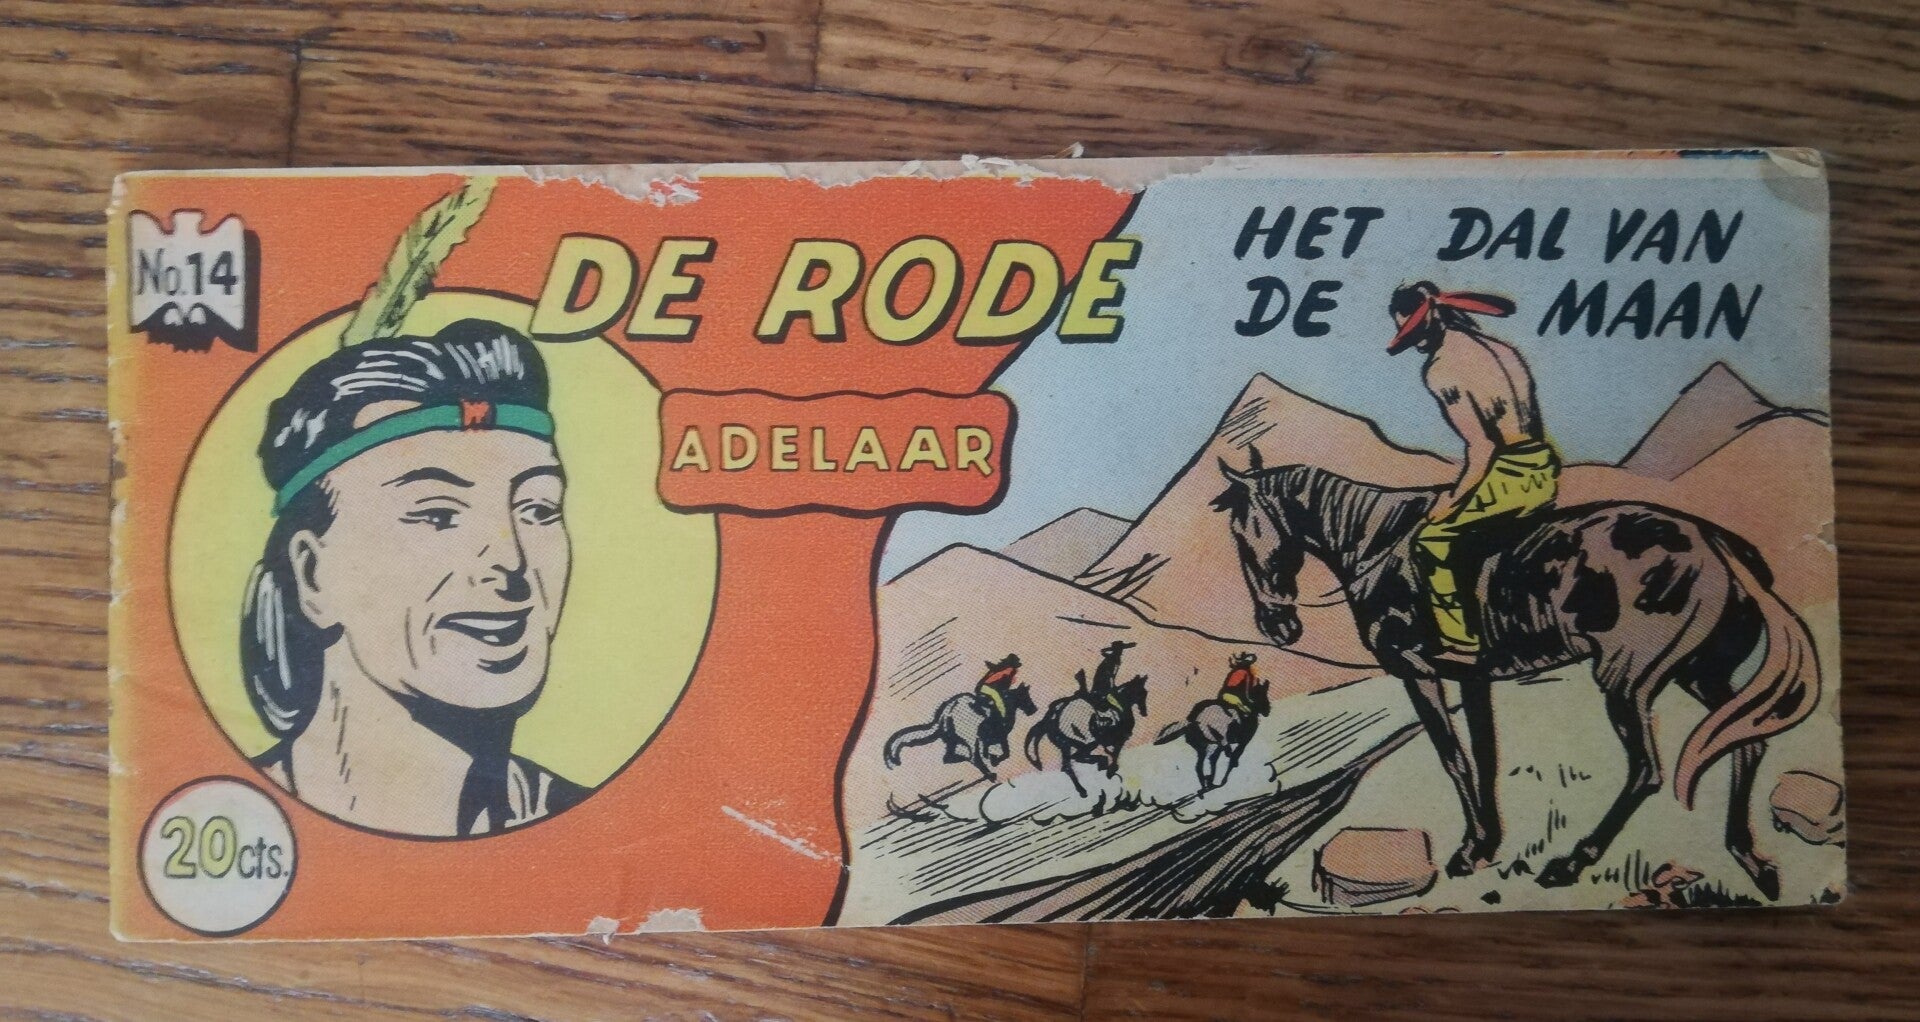 No.14
DE RODE
ADELAAR
HET DAL VAN
DE MAAN
20cts.